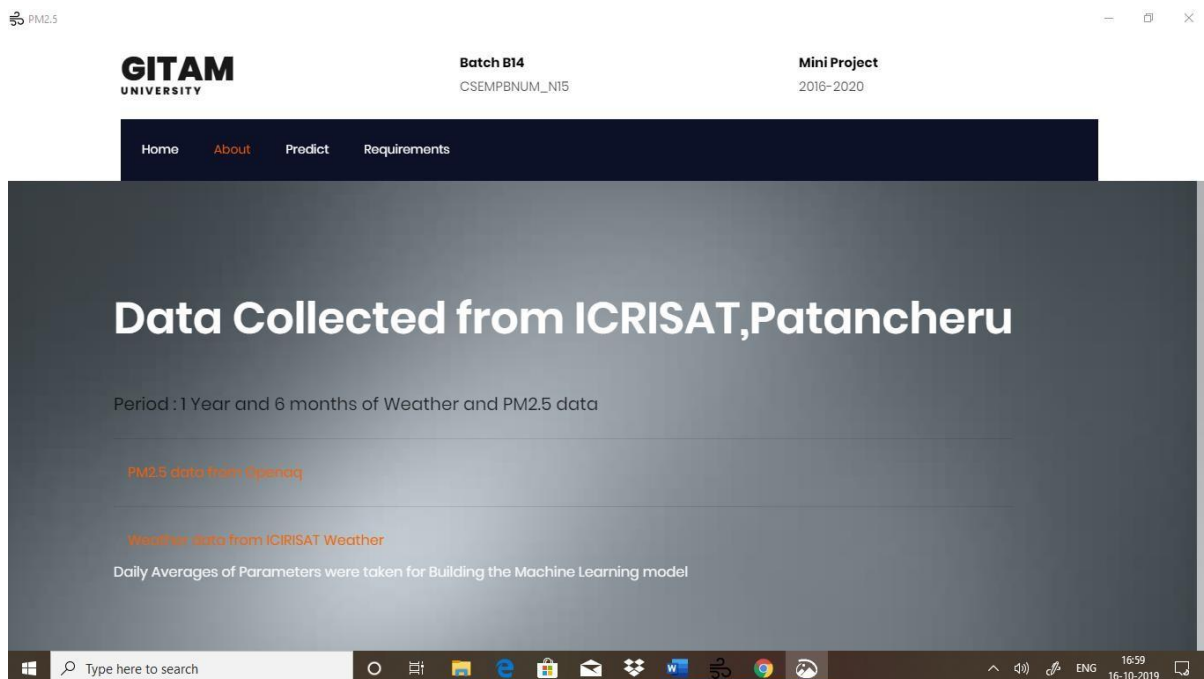 PM2.5
GITAM
UNIVERSITY
Batch B14
CSEMPBNUM_N15
Mini Project
2016-2020
Home About Predict Requirements
Data Collected from ICRISAT,Patancheru
Period : 1 Year and 6 months of Weather and PM2.5 data
PM2.5 data from Openaq
Weather data from ICIRISAT Weather
Daily Averages of Parameters were taken for Building the Machine Learning model
Type here to search
ENG
16:59
16-10-2019